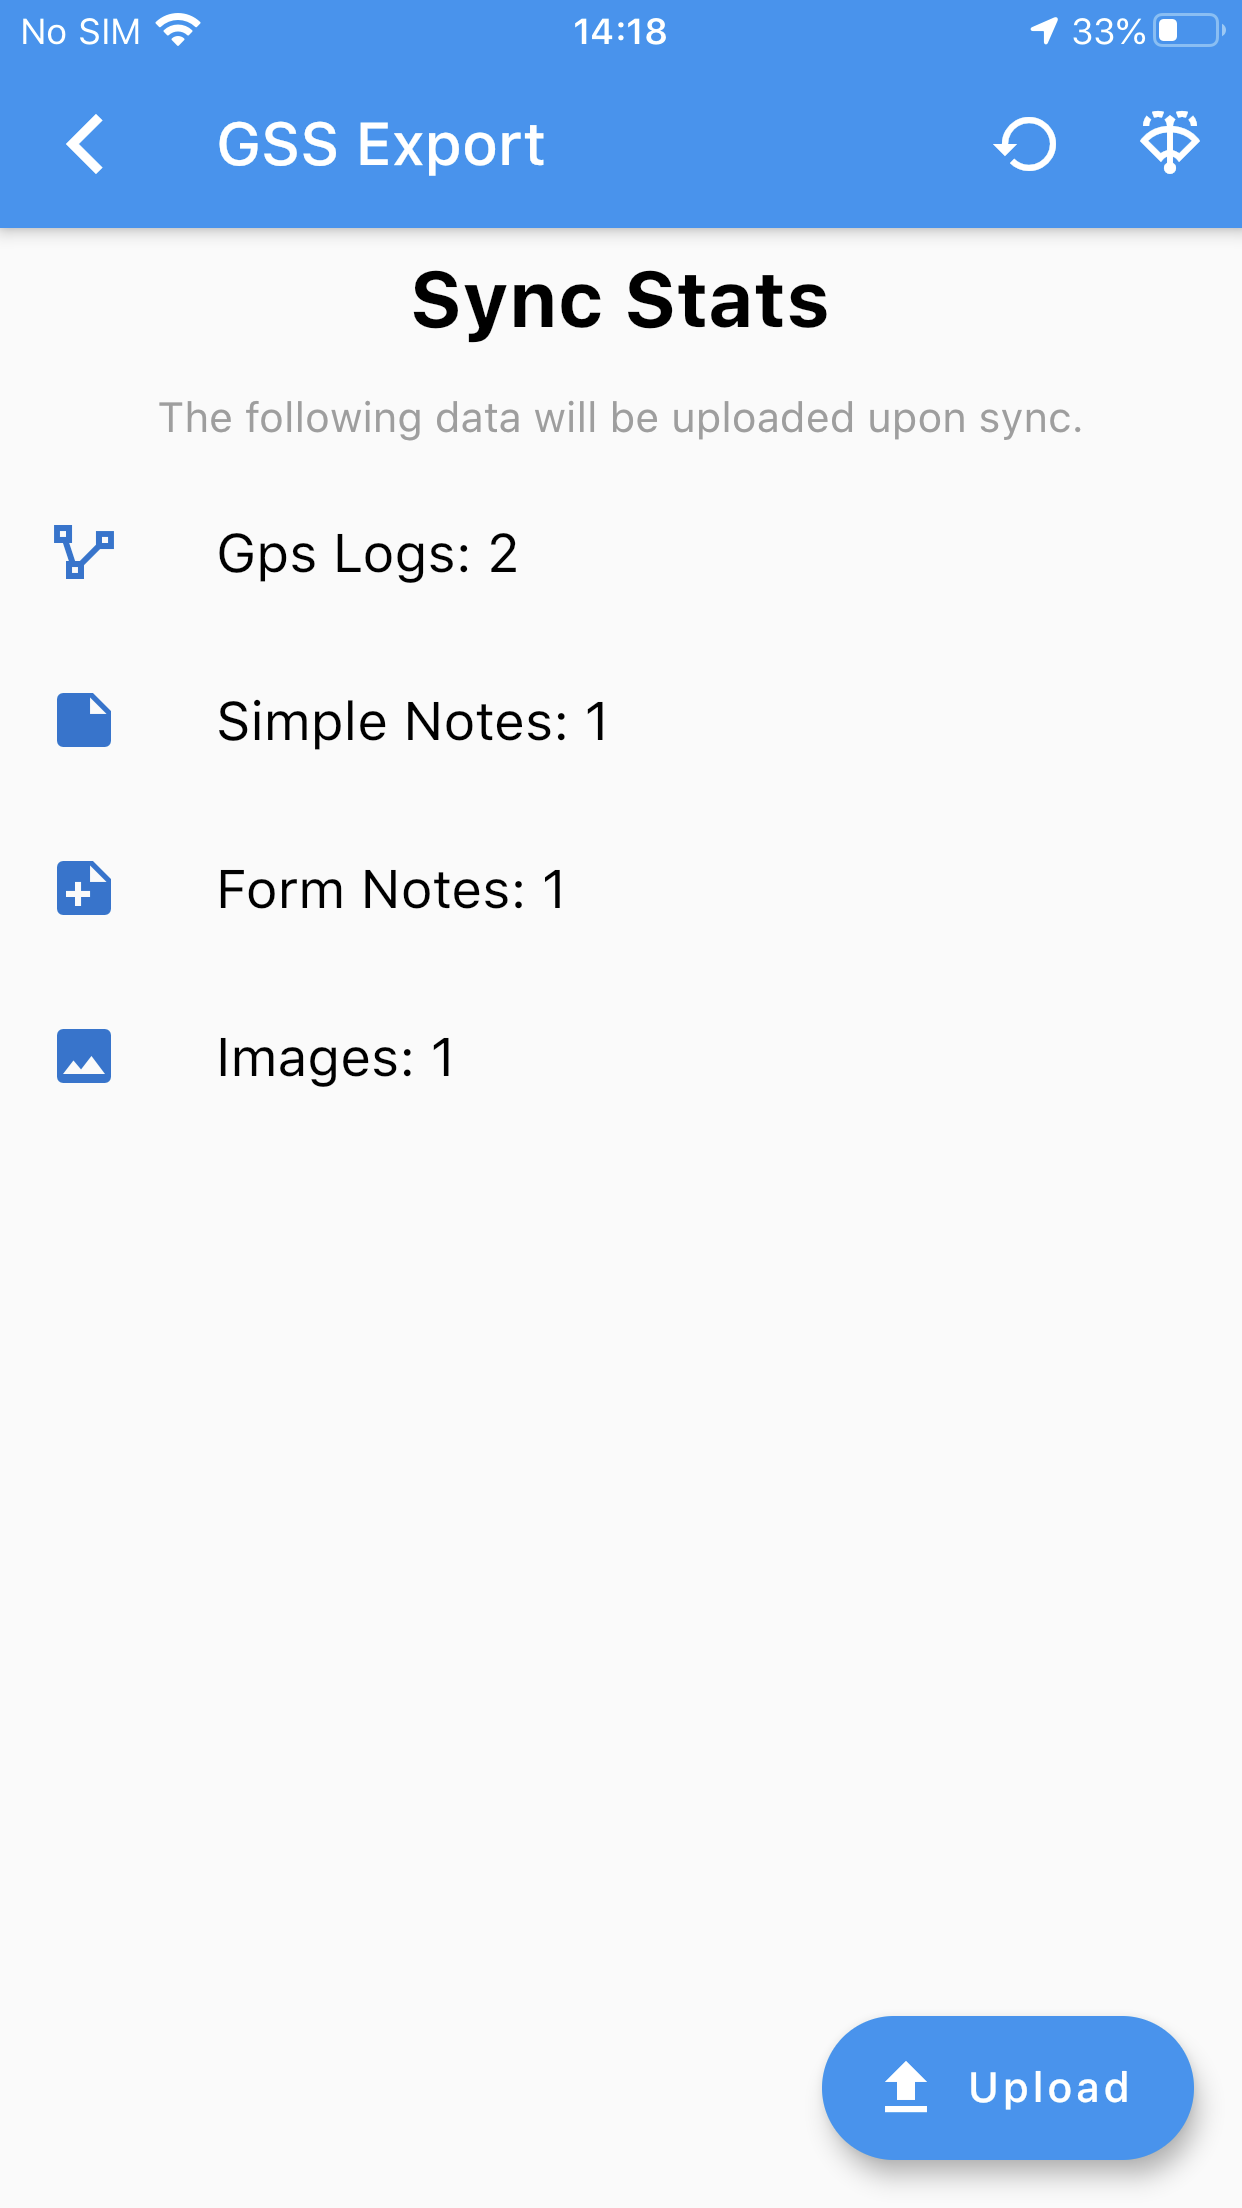 No SIM 14:18 33%
GSS Export
Sync Stats
The following data will be uploaded upon sync.
Gps Logs: 2
Simple Notes: 1
Form Notes: 1
Images: 1
Upload